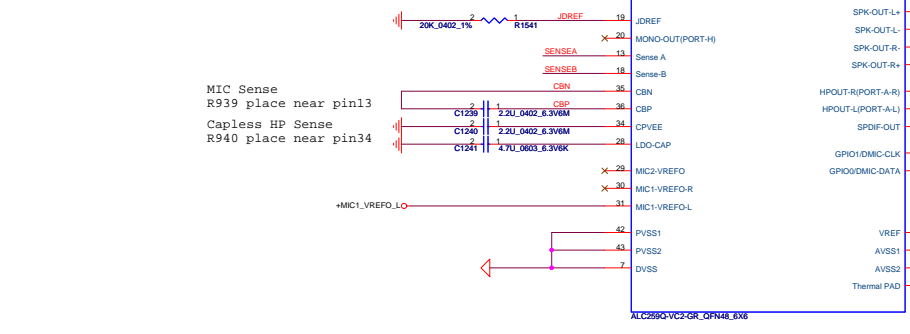 20K_0402_1%
2
1
R1541
JDREF
19
JDREF
20
MONO-OUT(PORT-H)
SENSEA
13
Sense A
SENSEB
18
Sense-B
CBN
35
CBN
MIC Sense
R939 place near pin13
Capless HP Sense
R940 place near pin34
C1239
2
1
2.2U_0402_6.3V6M
CBP
36
CBP
C1240
2
1
2.2U_0402_6.3V6M
34
CPVEE
C1241
2
1
4.7U_0603_6.3V6K
28
LDO-CAP
29
MIC2-VREFO
30
MIC1-VREFO-R
+MIC1_VREFO_L
31
MIC1-VREFO-L
42
PVSS1
43
PVSS2
7
DVSS
SPK-OUT-L+
SPK-OUT-L-
SPK-OUT-R-
SPK-OUT-R+
HPOUT-R(PORT-A-R)
HPOUT-L(PORT-A-L)
SPDIF-OUT
GPIO1/DMIC-CLK
GPIO0/DMIC-DATA
VREF
AVSS1
AVSS2
Thermal PAD
ALC259Q-VC2-GR_QFN48_6X6